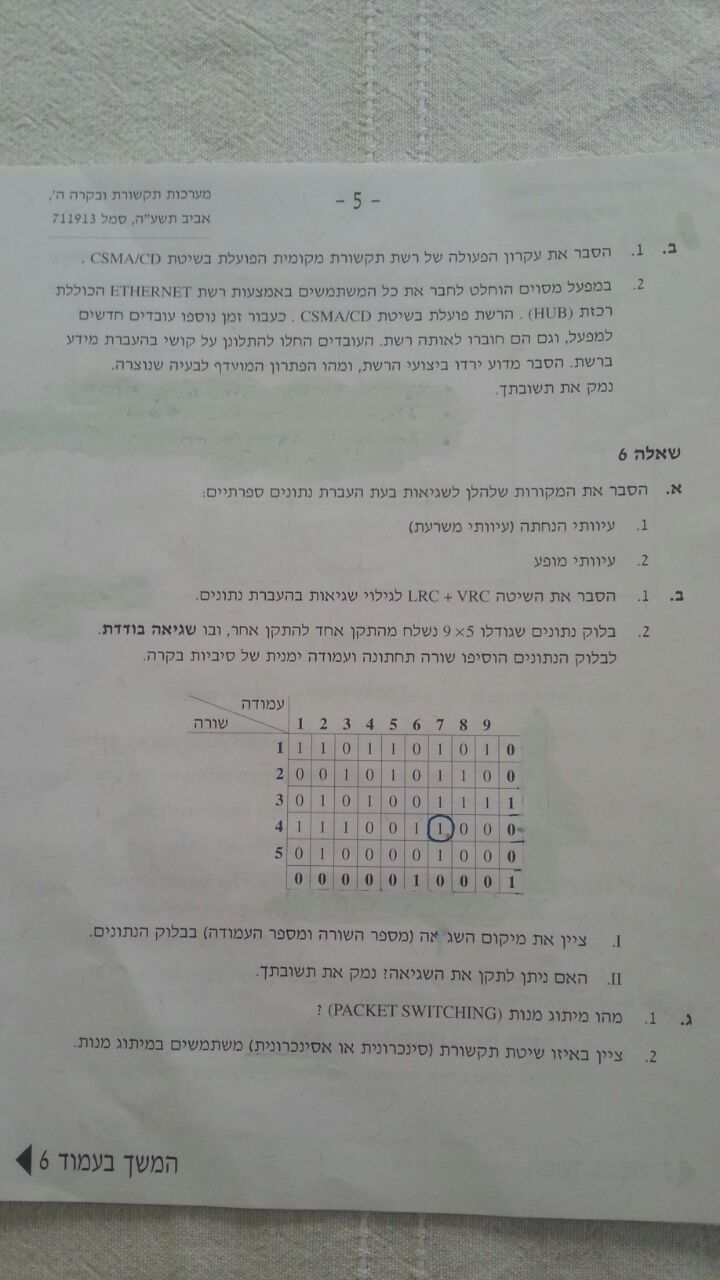 מערכות תקשורת ובקרה ה',
אביב תשע"ה, סמל 711913
- 5 -
ב. 1. הסבר את עקרון הפעולה של רשת תקשורת מקומית הפועלת בשיטת CSMA/CD .
2. במפעל מסוים הוחלט לחבר את כל המשתמשים באמצעות רשת ETHERNET הכוללת
רכזת (HUB) . הרשת פועלת בשיטת CSMA/CD . כעבור זמן נוספו עובדים חדשים
למפעל, וגם הם חוברו לאותה רשת. העובדים החלו להתלונן על קושי בהעברת מידע
ברשת. הסבר מדוע ירדו ביצועי הרשת, ומהו הפתרון המועדף לבעיה שנוצרה.
נמק את תשובתך.
שאלה 6
א. הסבר את המקורות שלהלן לשגיאות בעת העברת נתונים ספרתיים:
1. עיוותי הנחתה (עיוותי משרעת)
2. עיוותי מופע
ב. 1. הסבר את השיטה LRC + VRC לגילוי שגיאות בהעברת נתונים.
2. בלוק נתונים שגודלו 5×9 נשלח מהתקן אחד להתקן אחר, ובו שגיאה בודדת.
לבלוק הנתונים הוסיפו שורה תחתונה ועמודה ימנית של סיביות בקרה.
עמודה
שורה 1 2 3 4 5 6 7 8 9
1 1 1 0 1 1 0 1 0 1 0
2 0 0 1 0 1 0 1 1 0 0
3 0 1 0 1 0 0 1 1 1 1
4 1 1 1 0 0 1 1 0 0 0
5 0 1 0 0 0 0 1 0 0 0
0 0 0 0 0 1 0 0 0 1
I. ציין את מיקום השגיאה (מספר השורה ומספר העמודה) בבלוק הנתונים.
II. האם ניתן לתקן את השגיאה? נמק את תשובתך.
ג. 1. מהו מיתוג מנות (PACKET SWITCHING) ?
2. ציין באיזו שיטת תקשורת (סינכרונית או אסינכרונית) משתמשים במיתוג מנות.
המשך בעמוד 6